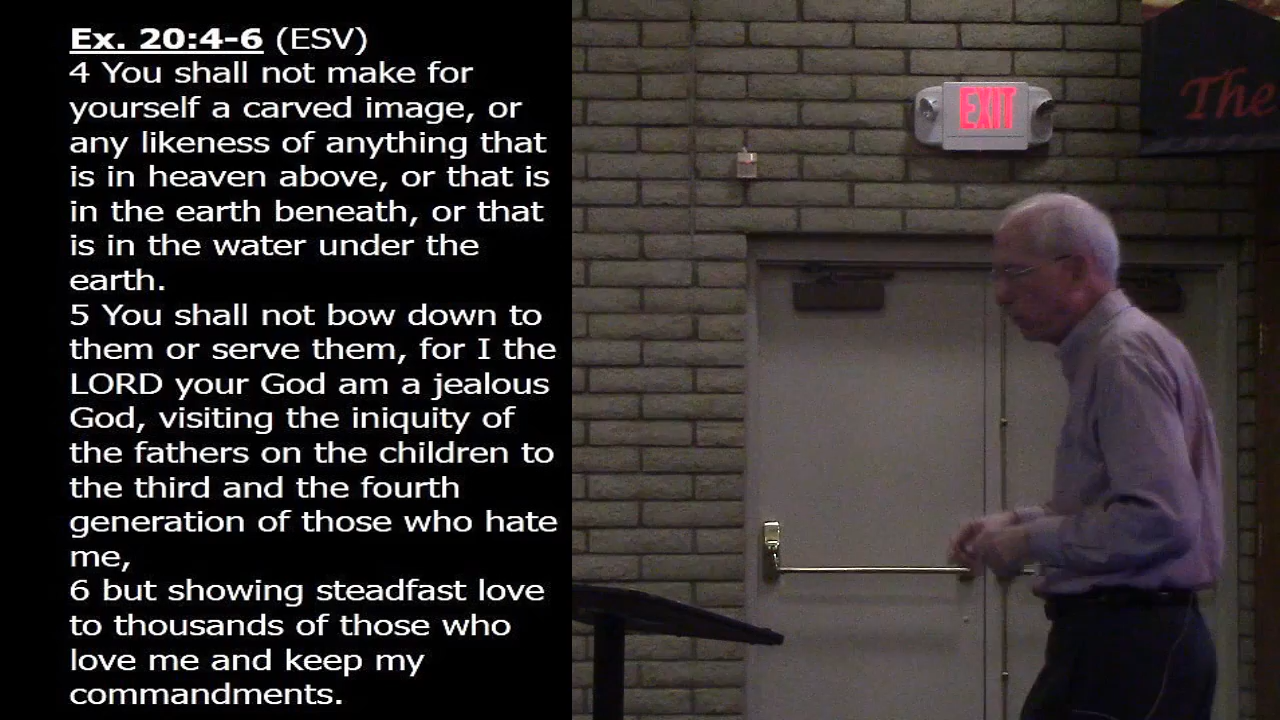 Ex. 20:4-6 (ESV)
4 You shall not make for
yourself a carved image, or
any likeness of anything that
is in heaven above, or that is
in the earth beneath, or that
is in the water under the
earth.
5 You shall not bow down to
them or serve them, for I the
LORD your God am a jealous
God, visiting the iniquity of
the fathers on the children to
the third and the fourth
generation of those who hate
me,
6 but showing steadfast love
to thousands of those who
love me and keep my
commandments.
EXIT
The